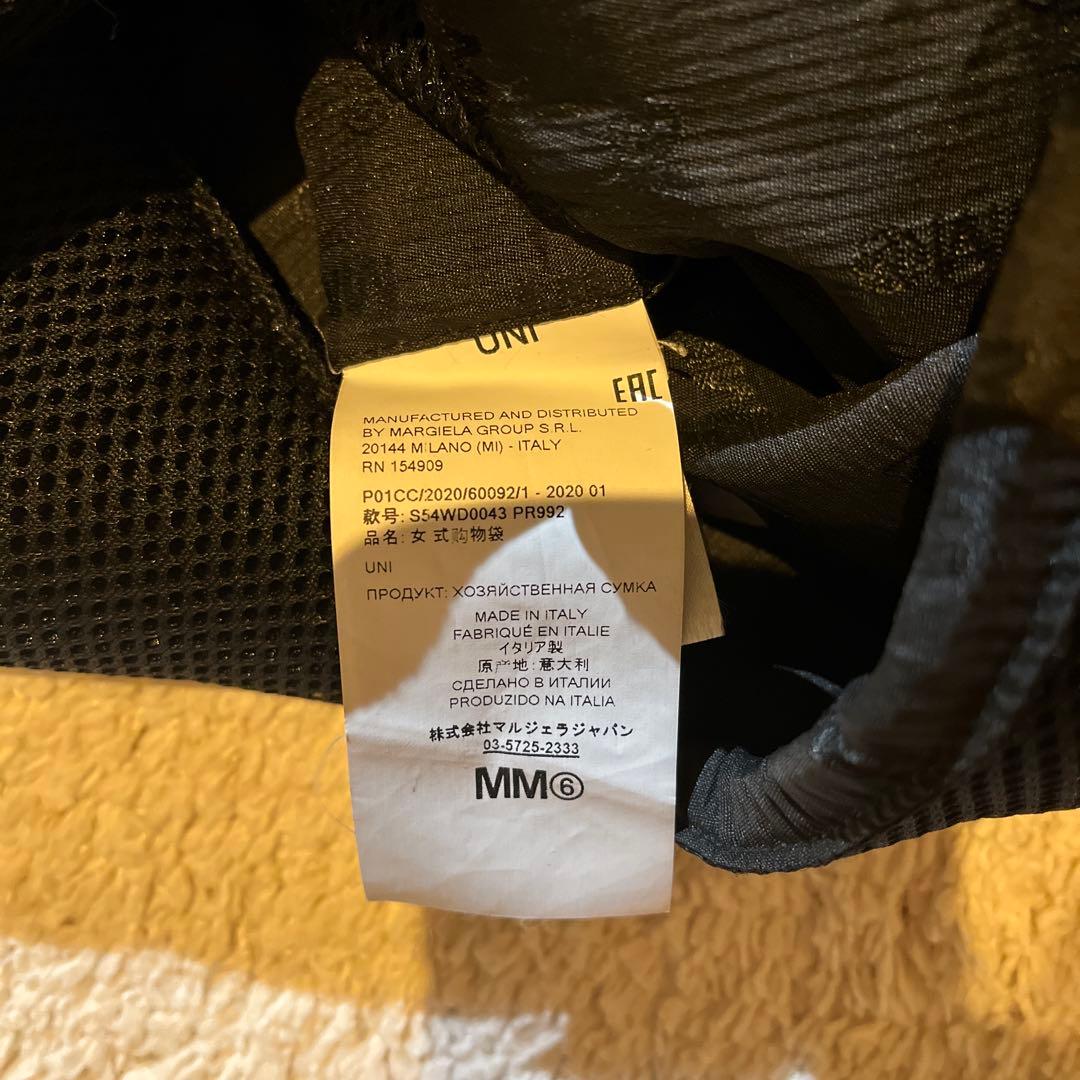 UNI
EAC
MANUFACTURED AND DISTRIBUTED
BY MARGIELA GROUP S.R.L.
20144 MILANO (MI) - ITALY
RN 154909
P01CC/2020/60092/1 - 2020 01
款号: S54WD0043 PR992
品名: 女 式购物袋
UNI
ПРОДУКТ: ХОЗЯЙСТВЕННАЯ СУМКА
MADE IN ITALY
FABRIQUÉ EN ITALIE
イタリア製
原产地: 意大利
СДЕЛАНО В ИТАЛИИ
PRODUZIDO NA ITALIA
株式会社マルジェラジャパン
03-5725-2333
MM⑥